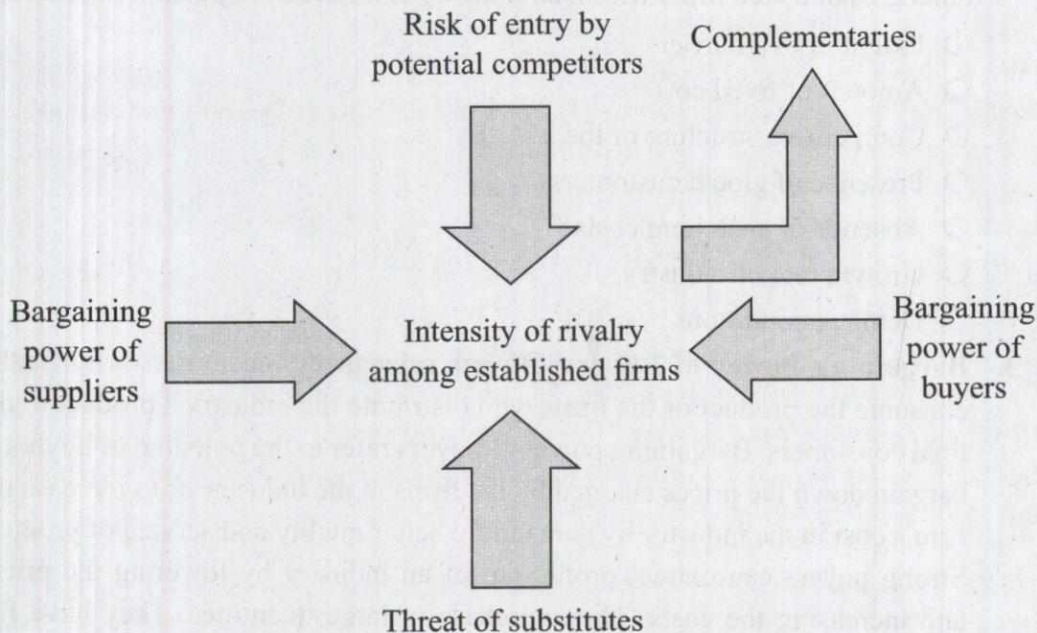 Risk of entry by
potential competitors
Complementaries
Bargaining
power of
suppliers
Intensity of rivalry
among established firms
Bargaining
power of
buyers
Threat of substitutes